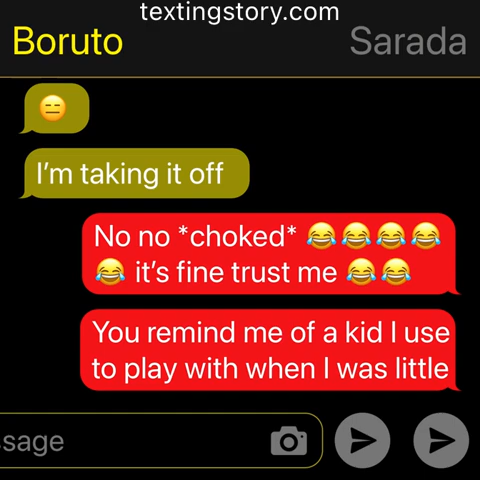 textingstory.com
Boruto
Sarada
😑
I'm taking it off
No no *choked* 😂😂😂😂
😂 it's fine trust me 😂😂
You remind me of a kid I use
to play with when I was little
sage